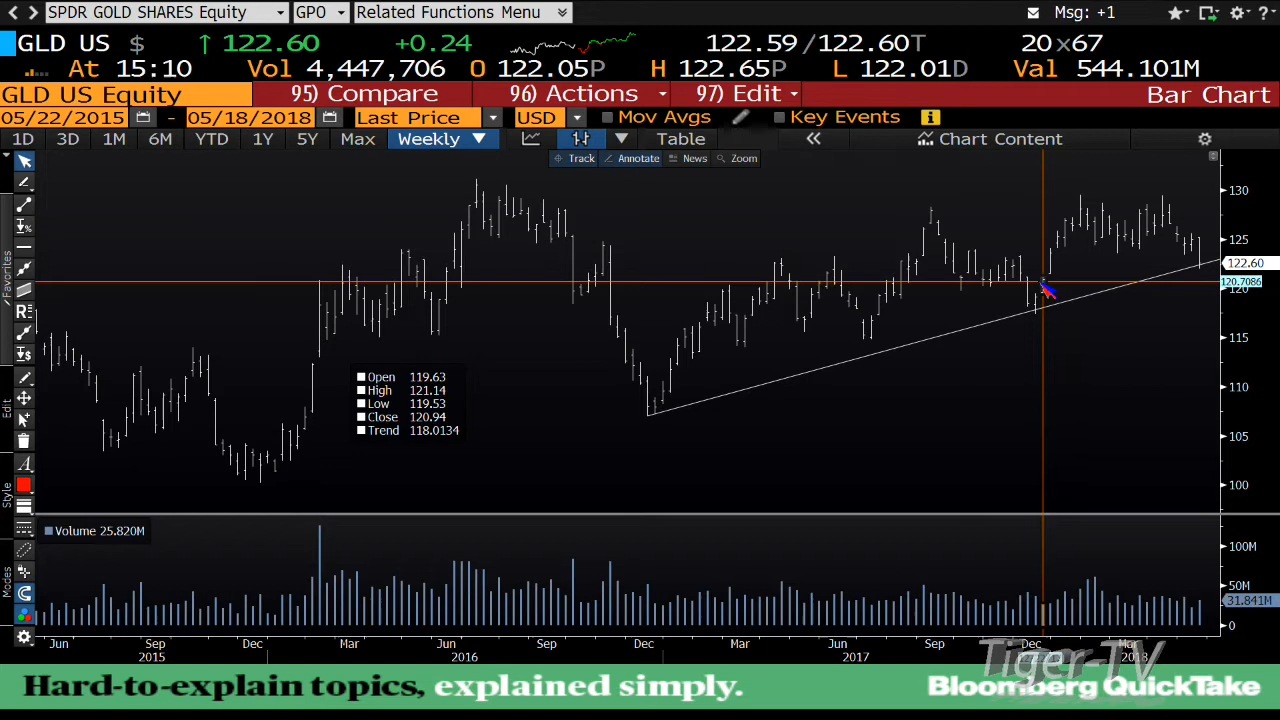 SPDR GOLD SHARES Equity GPO Related Functions Menu Msg: +1
GLD US $ ↑ 122.60 +0.24 122.59/122.60T 20x67
At 15:10 Vol 4,447,706 O 122.05P H 122.65P L 122.01D Val 544.101M
GLD US Equity 95) Compare 96) Actions 97) Edit Bar Chart
05/22/2015 - 05/18/2018 Last Price USD Mov Avgs Key Events
1D 3D 1M 6M YTD 1Y 5Y Max Weekly Table « Chart Content
Track Annotate News Zoom
130
125
122.60
120.7086
120
115
110
105
100
Favorites
Edit
Style
Modes
Open 119.63
High 121.14
Low 119.53
Close 120.94
Trend 118.0134
Volume 25.820M
100M
50M
31.841M
0
Jun Sep Dec Mar Jun Sep Dec Mar Jun Sep Dec Mar
2015 2016 2017 2018
Tiger-TV
Hard-to-explain topics, explained simply. Bloomberg QuickTake